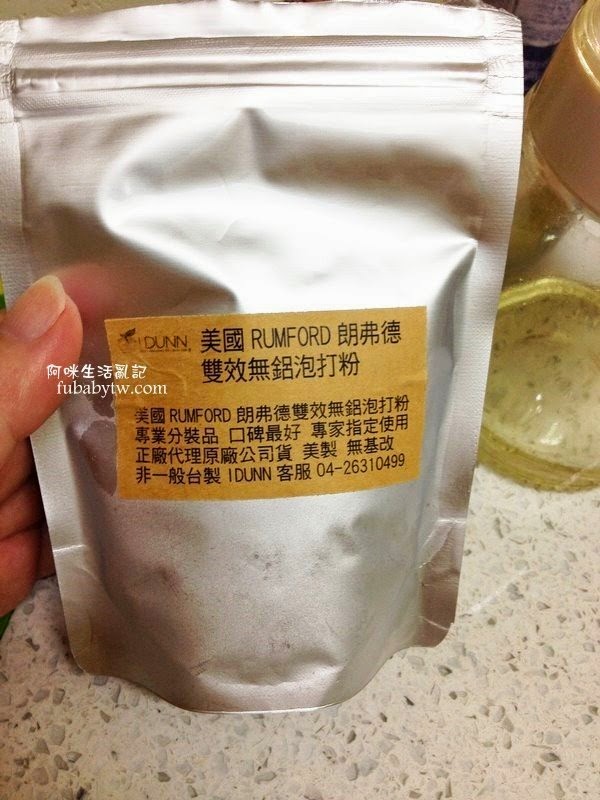 I DUNN
美國 RUMFORD 朗弗德
雙效無鋁泡打粉
美國 RUMFORD 朗弗德雙效無鋁泡打粉
專業分裝品 口碑最好 專家指定使用
正廠代理原廠公司貨 美製 無基改
非一般台製 IDUNN 客服 04-26310499
阿咪生活亂記
fubabytw.com